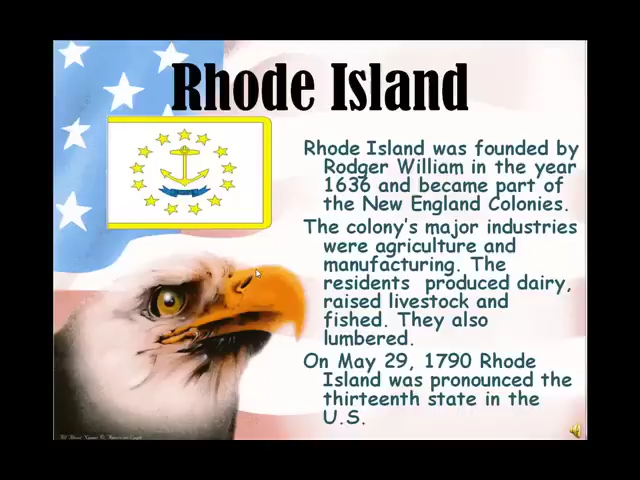 Rhode Island
Rhode Island was founded by
Rodger William in the year
1636 and became part of
the New England Colonies.
The colony's major industries
were agriculture and
manufacturing. The
residents produced dairy,
raised livestock and
fished. They also
lumbered.
On May 29, 1790 Rhode
Island was pronounced the
thirteenth state in the
U.S.